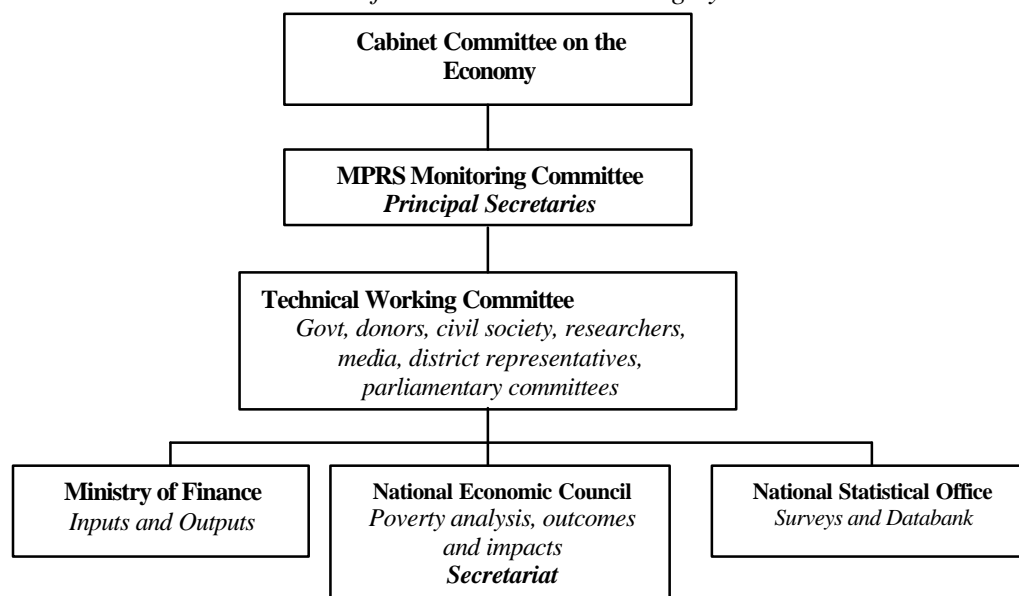 Cabinet Committee on the
Economy
MPRS Monitoring Committee
Principal Secretaries
Technical Working Committee
Govt, donors, civil society, researchers,
media, district representatives,
parliamentary committees
Ministry of Finance
Inputs and Outputs
National Economic Council
Poverty analysis, outcomes
and impacts
Secretariat
National Statistical Office
Surveys and Databank